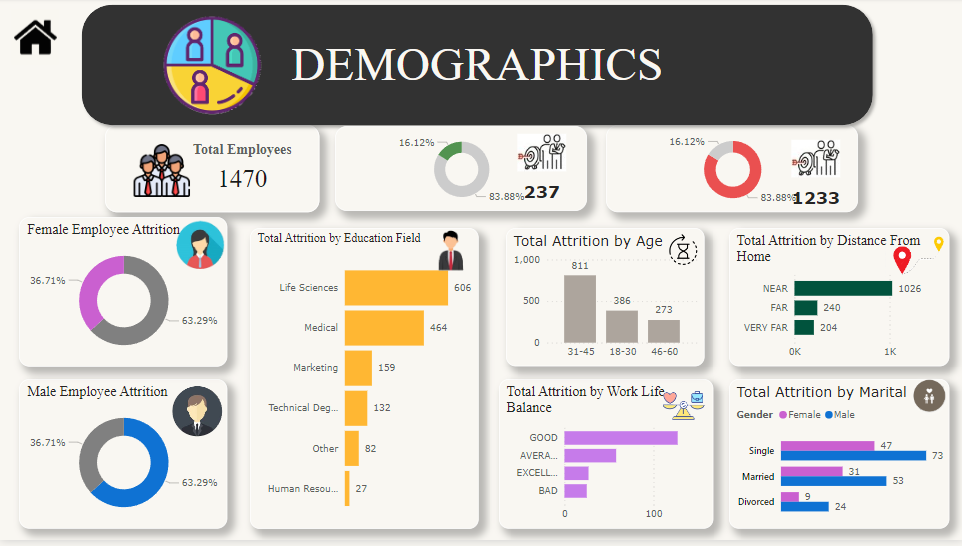 DEMOGRAPHICS
Total Employees
1470
16.12%
83.88%
237
16.12%
83.88%
1233
Female Employee Attrition
36.71%
63.29%
Male Employee Attrition
36.71%
63.29%
Total Attrition by Education Field
Life Sciences 606
Medical 464
Marketing 159
Technical Deg... 132
Other 82
Human Resou... 27
Total Attrition by Age
1,000
500
0
811
386
273
31-45 18-30 46-60
Total Attrition by Distance From
Home
NEAR 1026
FAR 240
VERY FAR 204
0K 1K
Total Attrition by Work Life
Balance
GOOD
AVERA...
EXCELL...
BAD
0 100
Total Attrition by Marital
Gender Female Male
Single 47
73
Married 31
53
Divorced 9
24